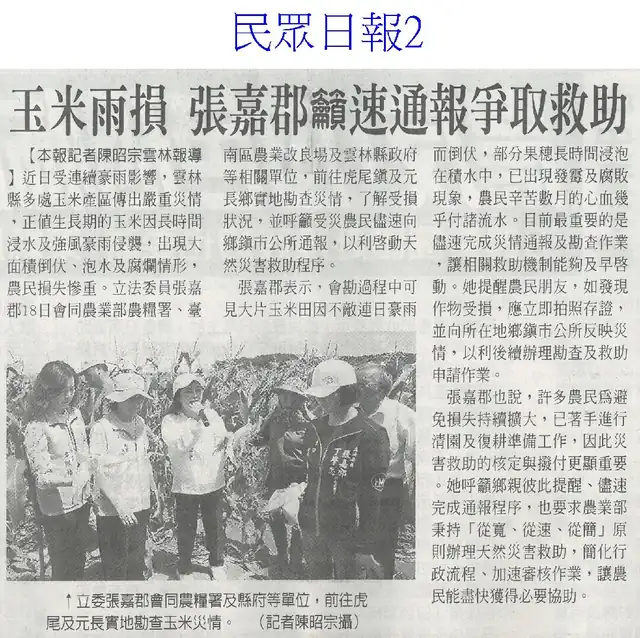 民眾日報2
玉米雨損 張嘉郡籲速通報爭取救助
【本報記者陳昭宗雲林報導
】近日受連續豪雨影響，雲林
縣多處玉米產區傳出嚴重災情
，正值生長期的玉米因長時間
浸水及強風豪雨侵襲，出現大
面積倒伏、泡水及腐爛情形，
農民損失慘重。立法委員張嘉
郡18日會同農業部農糧署、臺
南區農業改良場及雲林縣政府
等相關單位，前往虎尾鎮及元
長鄉實地勘查災情，了解受損
狀況，並呼籲受災農民儘速向
鄉鎮市公所通報，以利啓動天
然災害救助程序。
張嘉郡表示，會勘過程中可
見大片玉米田因不敵連日豪雨
而倒伏，部分果穗長時間浸泡
在積水中，已出現發霉及腐敗
現象，農民辛苦數月的心血幾
乎付諸流水。目前最重要的是
儘速完成災情通報及勘查作業
，讓相關救助機制能夠及早啓
動。她提醒農民朋友，如發現
作物受損，應立即拍照存證，
並向所在地鄉鎮市公所反映災
情，以利後續辦理勘查及救助
申請作業。
張嘉郡也說，許多農民爲避
免損失持續擴大，已著手進行
清園及復耕準備工作，因此災
害救助的核定與撥付更顯重要
。她呼籲鄉親彼此提醒、儘速
完成通報程序，也要求農業部
秉持「從寬、從速、從簡」原
則辦理天然災害救助，簡化行
政流程、加速審核作業，讓農
民能盡快獲得必要協助。
↑立委張嘉郡會同農糧署及縣府等單位，前往虎
尾及元長實地勘查玉米災情。 （記者陳昭宗攝）